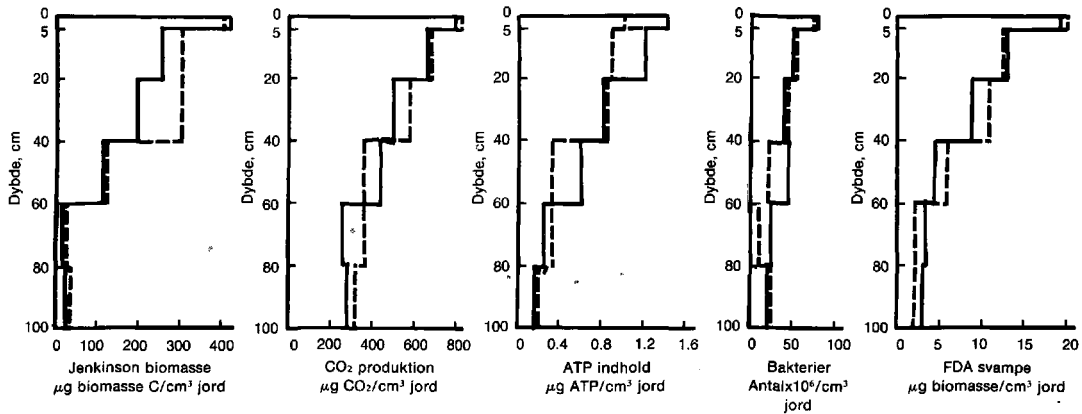 0
5
20
40
60
80
100
Dybde, cm
0 100 200 300 400
Jenkinson biomasse
µg biomasse C/cm³ jord
0
5
20
40
60
80
100
Dybde, cm
0 200 400 600 800
CO₂ produktion
µg CO₂/cm³ jord
0
5
20
40
60
80
100
Dybde, cm
0 0.4 0.8 1.2 1.6
ATP indhold
µg ATP/cm³ jord
0
5
20
40
60
80
100
Dybde, cm
0 50 100
Bakterier
Antalx10⁶/cm³
jord
0
5
20
40
60
80
100
Dybde, cm
0 5 10 15 20
FDA svampe
µg biomasse/cm³ jord